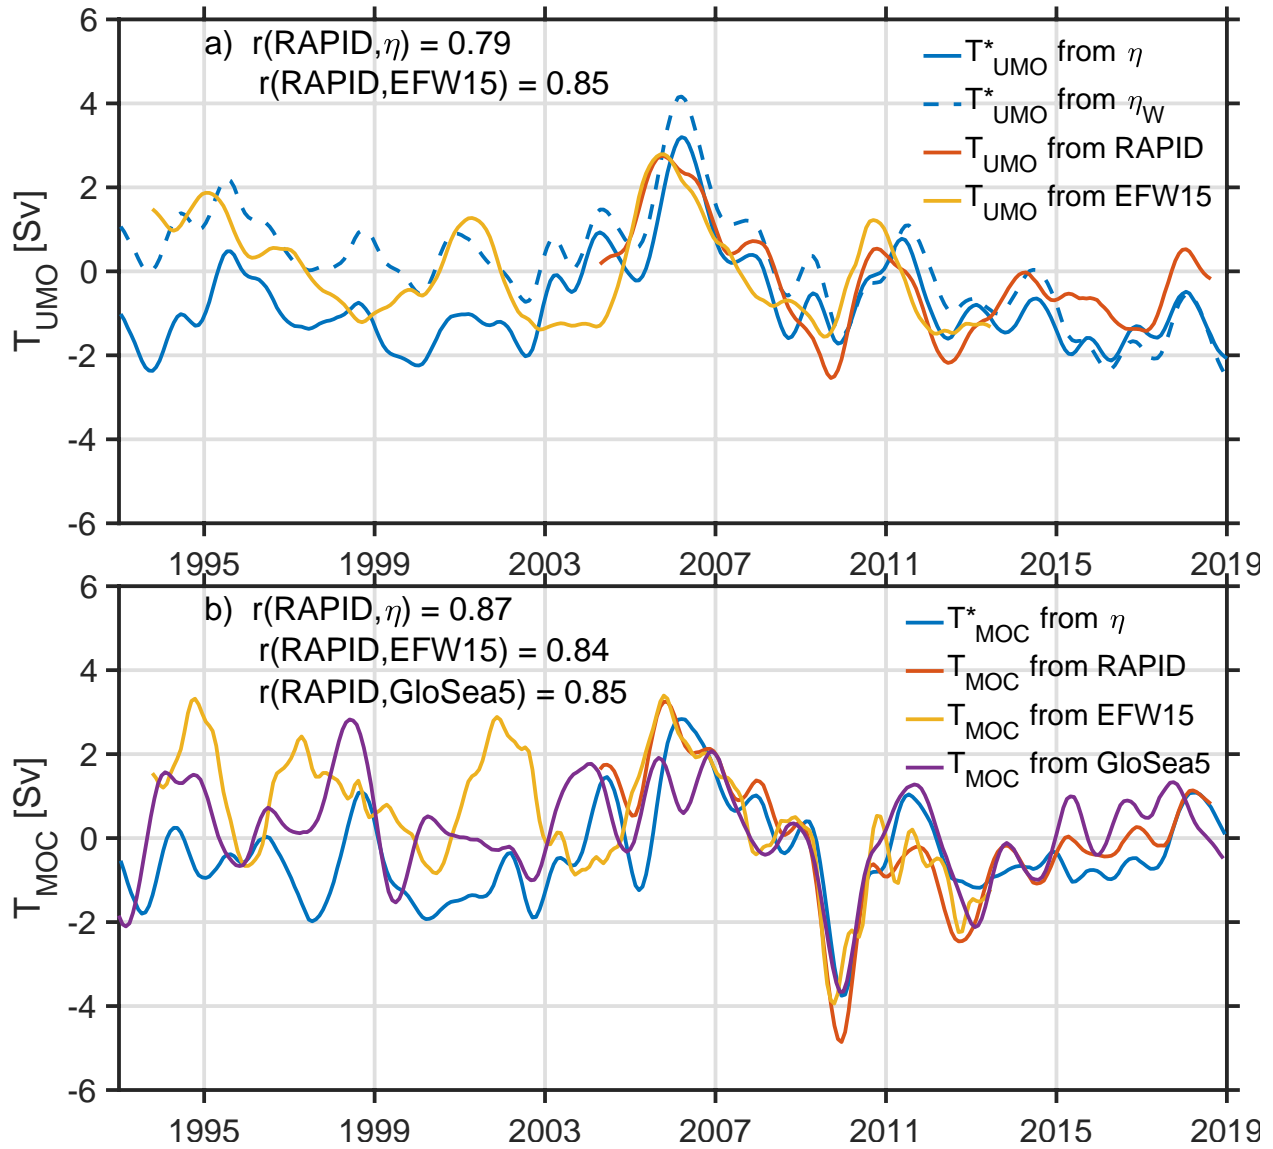 a) r(RAPID,η) = 0.79
r(RAPID,EFW15) = 0.85
T*UMO from η
T*UMO from ηW
TUMO from RAPID
TUMO from EFW15
TUMO [Sv]
6
4
2
0
-2
-4
-6
1995 1999 2003 2007 2011 2015 2019
b) r(RAPID,η) = 0.87
r(RAPID,EFW15) = 0.84
r(RAPID,GloSea5) = 0.85
T*MOC from η
TMOC from RAPID
TMOC from EFW15
TMOC from GloSea5
TMOC [Sv]
6
4
2
0
-2
-4
-6
1995 1999 2003 2007 2011 2015 2019